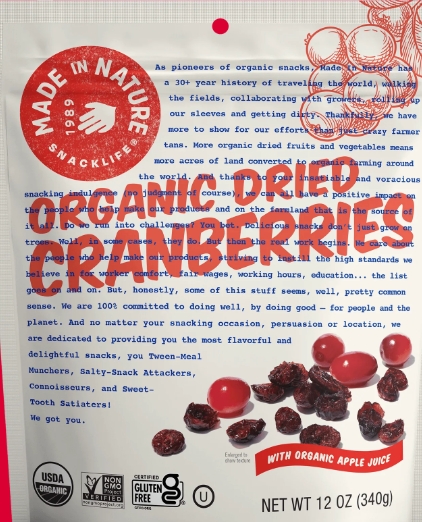 MADE IN NATURE
1989
SNACKLIFE®
As pioneers of organic snacks, Made in Nature has
a 30+ year history of traveling the world, walking
the fields, collaborating with growers, rolling up
our sleeves and getting dirty. Thankfully, we have
more to show for our efforts than just crazy farmer
tans. More organic dried fruits and vegetables means
more acres of land converted to organic farming around
the world. And thanks to your insatiable and voracious
snacking indulgence (no judgment of course), we can all have a positive impact on
the people who help make our products and on the farmland that is the source of
it all. Do we run into challenges? You bet. Delicious snacks don't just grow on
trees. Well, in some cases, they do. But then the real work begins. We care about
the people who help make our products, striving to instill the high standards we
believe in for worker comfort, fair wages, working hours, education... the list
goes on and on. But, honestly, some of this stuff seems, well, pretty common
sense. We are 100% committed to doing well, by doing good – for people and the
planet. And no matter your snacking occasion, persuasion or location, we
are dedicated to providing you the most flavorful and
delightful snacks, you Tween-Meal
Munchers, Salty-Snack Attackers,
Connoisseurs, and Sweet-
Tooth Satiaters!
We got you.
ORGANIC DRIED
CRANBERRIES
Enlarged to
show texture
WITH ORGANIC APPLE JUICE
USDA
ORGANIC
NON
GMO
Project
VERIFIED
nongmoproject.org
CERTIFIED
GLUTEN
FREE
U
NET WT 12 OZ (340g)